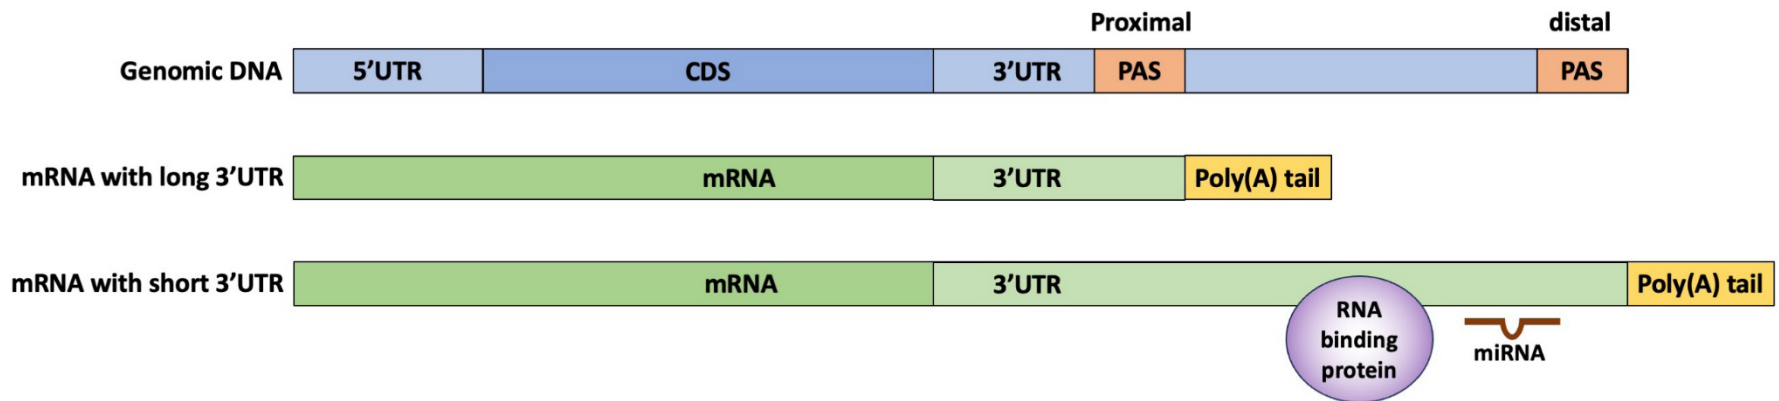 Proximal distal
Genomic DNA 5’UTR CDS 3’UTR PAS PAS
mRNA with long 3’UTR mRNA 3’UTR Poly(A) tail
mRNA with short 3’UTR mRNA 3’UTR Poly(A) tail
RNA
binding
protein
miRNA